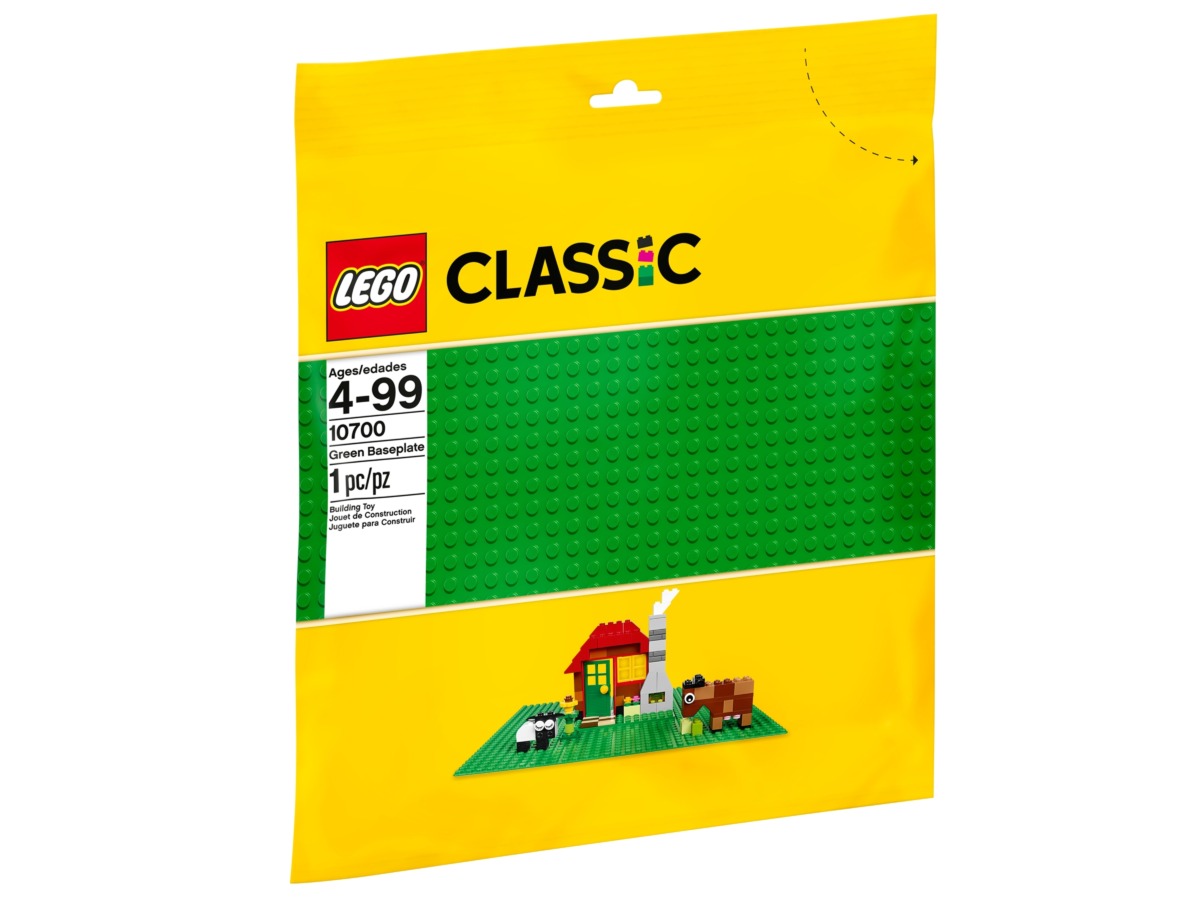 LEGO
CLASSiC
Ages/edades
4-99
10700
Green Baseplate
1 pc/pz
Building Toy
Jouet de Construction
Juguete para Construir